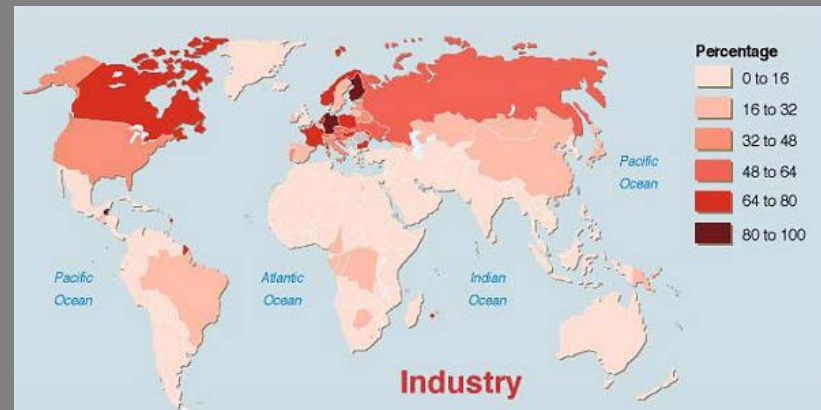 Percentage
0 to 16
16 to 32
32 to 48
48 to 64
64 to 80
80 to 100
Pacific
Ocean
Pacific
Ocean
Atlantic
Ocean
Indian
Ocean
Industry